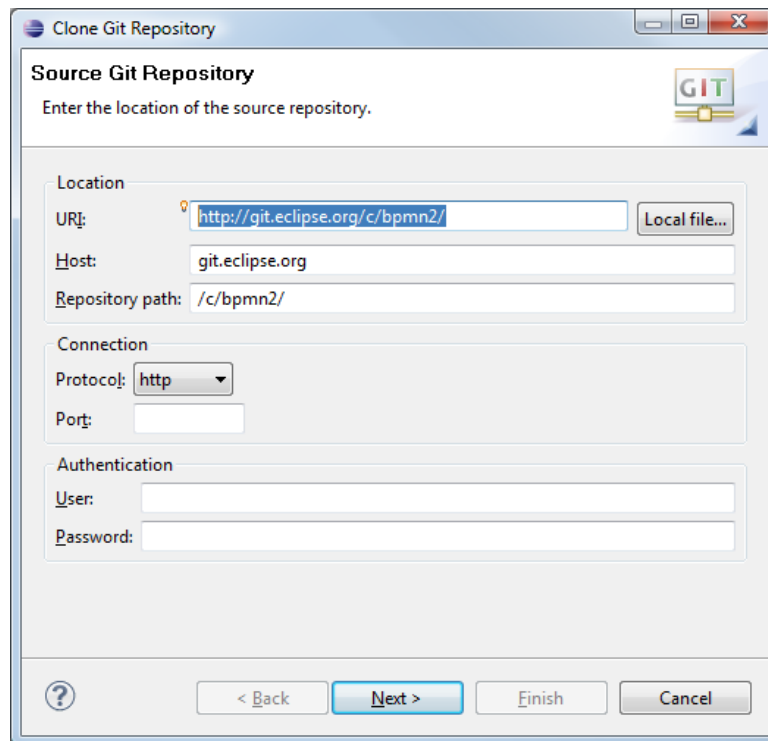 Clone Git Repository
Source Git Repository
GIT
Enter the location of the source repository.
Location
URI: http://git.eclipse.org/c/bpmn2/ Local file...
Host: git.eclipse.org
Repository path: /c/bpmn2/
Connection
Protocol: http
Port:
Authentication
User:
Password:
? < Back Next > Finish Cancel